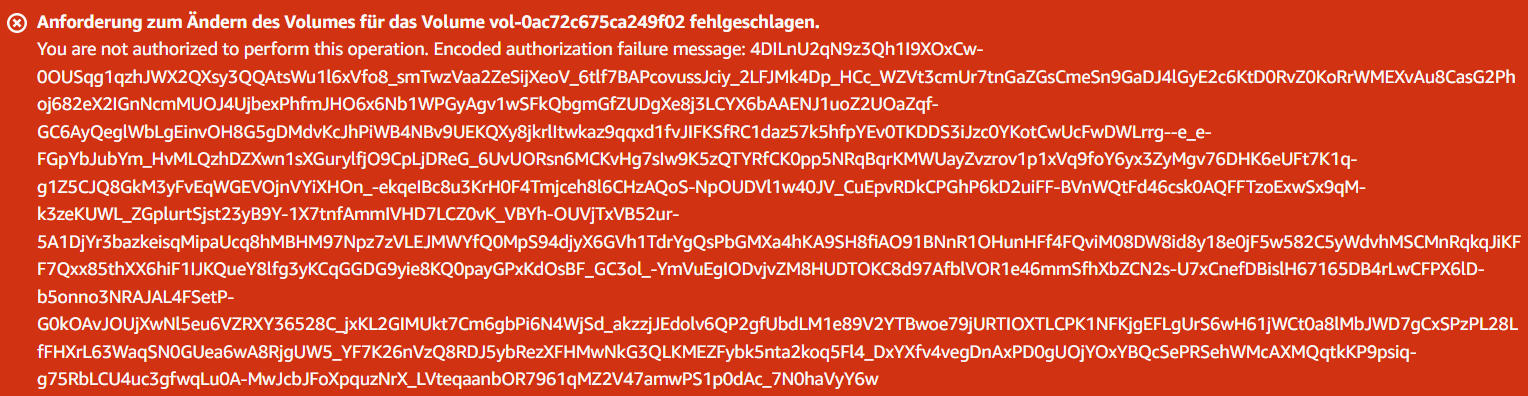 Anforderung zum Ändern des Volumes für das Volume vol-0ac72c675ca249f02 fehlgeschlagen.
You are not authorized to perform this operation. Encoded authorization failure message: 4DILnU2qN9z3Qh1I9XOxCw-
0OUSqg1qzhJWX2QXsy3QQAtsWu1l6xVfo8_smTwzVaa2ZeSijXeoV_6tlf7BAPcovussJciy_2LFJMk4Dp_HCc_WZVt3cmUr7tnGaZGsCmeSn9GaDJ4lGyE2c6KtD0RvZ0KoRrWMEXvAu8CasG2Ph
oj682eX2IGnNcmMUOJ4UjbexPhfmJHO6x6Nb1WPGyAgv1wSFkQbgmGfZUDgXe8j3LCYX6bAAENJ1uoZ2UOaZqf-
GC6AyQeglWbLgEinvOH8G5gDMdvKcJhPiWB4NBv9UEKQXy8jkrlItwkaz9qqxd1fvJIFKSfRC1daz57k5hfpYEv0TKDDS3iJzc0YKotCwUcFwDWLrrg--e_e-
FGpYbJubYm_HvMLQzhDZXwn1sXGurylfjO9CpLjDReG_6UvUORsn6MCKvHg7sIw9K5zQTYRfCK0pp5NRqBqrKMWUayZvzrov1p1xVq9foY6yx3ZyMgv76DHK6eUFt7K1q-
g1Z5CJQ8GkM3yFvEqWGEVOjnVYiXHOn_-ekqeIBc8u3KrH0F4Tmjceh8l6CHzAQoS-NpOUDVl1w40JV_CuEpvRDkCPGhP6kD2uiFF-BVnWQtFd46csk0AQFFTzoExwSx9qM-
k3zeKUWL_ZGplurtSjst23yB9Y-1X7tnfAmmIVHD7LCZ0vK_VBYh-OUVjTxVB52ur-
5A1DjYr3bazkeisqMipaUcq8hMBHM97Npz7zVLEJMWYfQ0MpS94djyX6GVh1TdrYgQsPbGMXa4hKA9SH8fiAO91BNnR1OHunHFf4FQviM08DW8id8y18e0jF5w582C5yWdvhMSCMnRqkqJiKF
F7Qxx85thXX6hiF1IJKQueY8lfg3yKCqGGDG9yie8KQ0payGPxKdOsBF_GC3ol_-YmVuEgIODvjvZM8HUDTOKC8d97AfblVOR1e46mmSfhXbZCN2s-U7xCnefDBislH67165DB4rLwCFPX6lD-
b5onno3NRAJAL4FSetP-
G0kOAvJOUjXwNl5eu6VZRXY36528C_jxKL2GIMUkt7Cm6gbPi6N4WjSd_akzzjJEdolv6QP2gfUbdLM1e89V2YTBwoe79jURTIOXTLCPK1NFKjgEFLgUrS6wH61jWCt0a8lMbJWD7gCxSPzPL28L
fFHXrL63WaqSN0GUea6wA8RjgUW5_YF7K26nVzQ8RDJ5ybRezXFHMwNkG3QLKMEZFybk5nta2koq5Fl4_DxYXfv4vegDnAxPD0gUOjYOxYBQcSePRSehWMcAXMQqtkKP9psiq-
g75RbLCU4uc3gfwqLu0A-MwJcbJFoXpquzNrX_LVteqaanbOR7961qMZ2V47amwPS1p0dAc_7N0haVyY6w